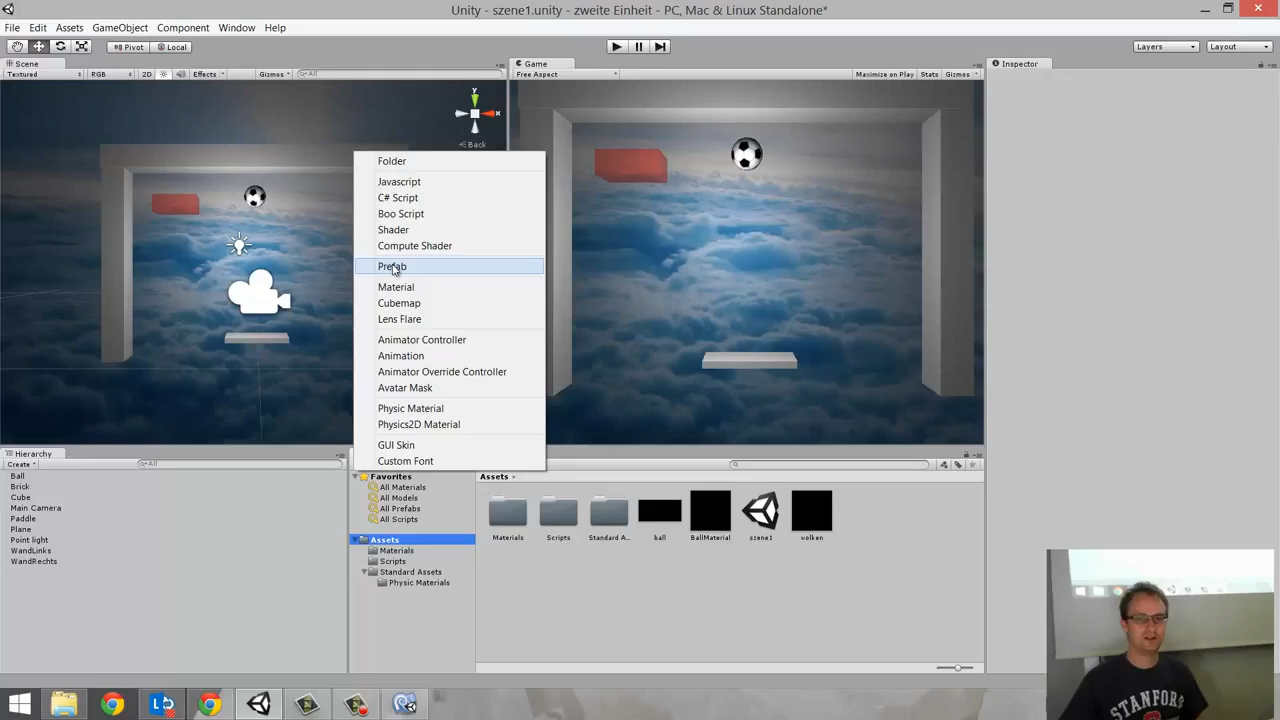 Unity - szene1.unity - zweite Einheit - PC, Mac & Linux Standalone*
File Edit Assets GameObject Component Window Help
Pivot Local Layers Layout
Scene Game Inspector
Textured RGB 2D Effects Gizmos All Free Aspect Maximize on Play Stats Gizmos
y
x
Back
Folder
Javascript
C# Script
Boo Script
Shader
Compute Shader
Prefab
Material
Cubemap
Lens Flare
Animator Controller
Animation
Animator Override Controller
Avatar Mask
Physic Material
Physics2D Material
GUI Skin
Custom Font
Hierarchy
Create All
Ball
Brick
Cube
Main Camera
Paddle
Plane
Point light
WandLinks
WandRechts
Favorites
All Materials
All Models
All Prefabs
All Scripts
Assets
Materials
Scripts
Standard Assets
Physic Materials
Assets
Materials Scripts Standard A... ball BallMaterial szene1 wolken
STANFORD